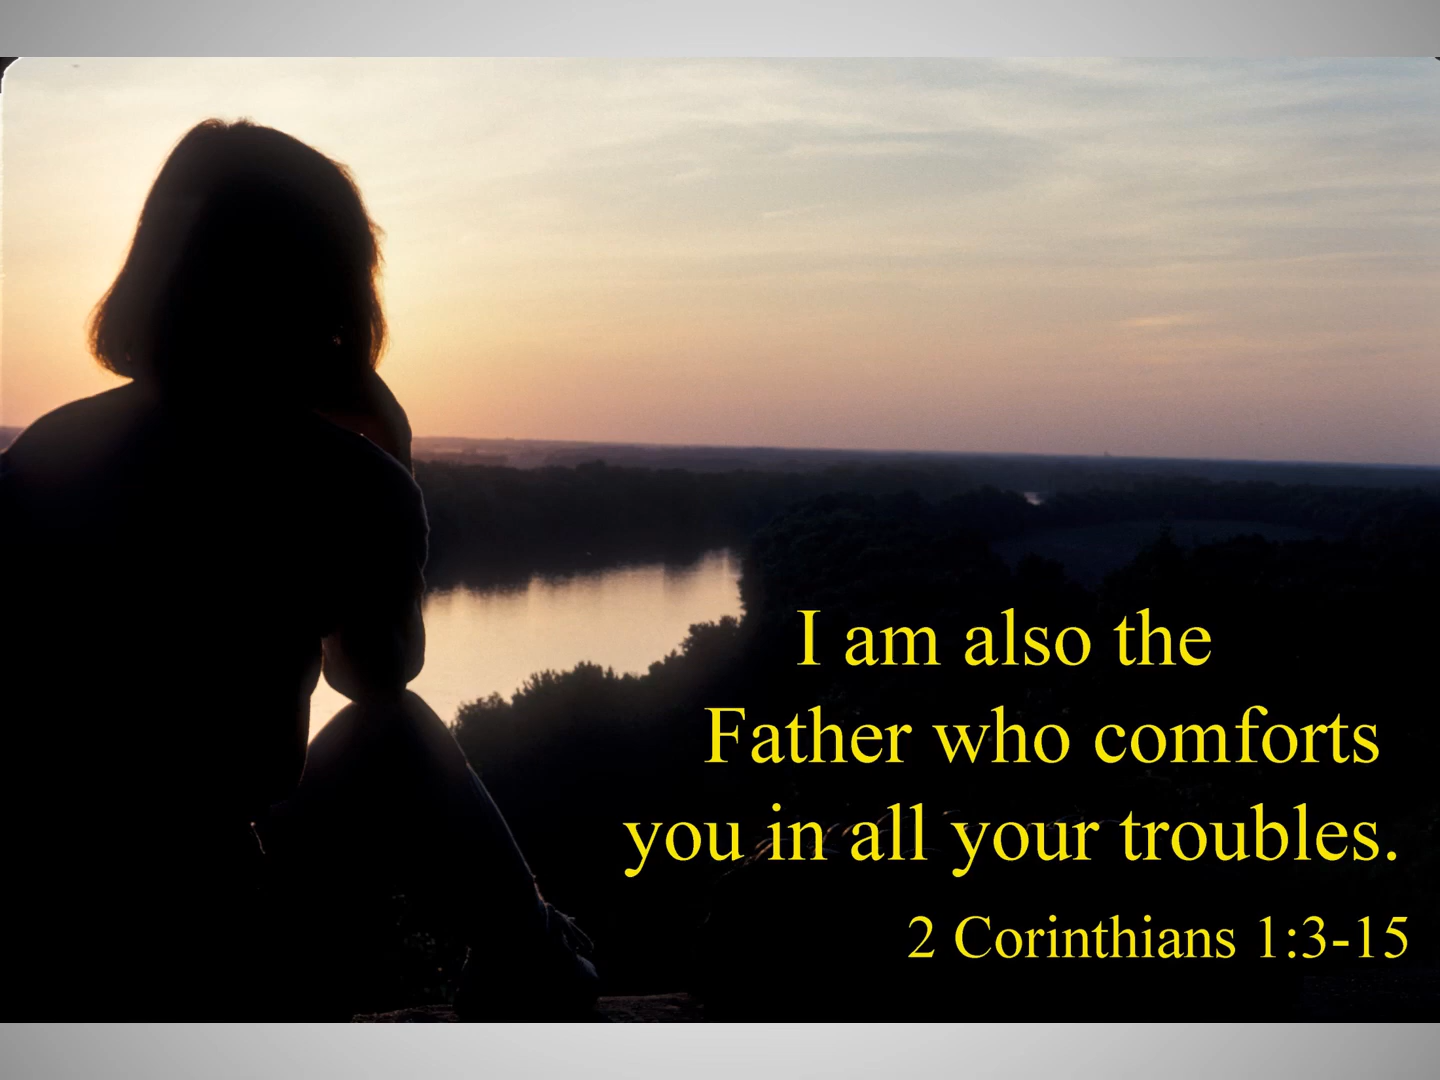 I am also the
Father who comforts
you in all your troubles.
2 Corinthians 1:3-15